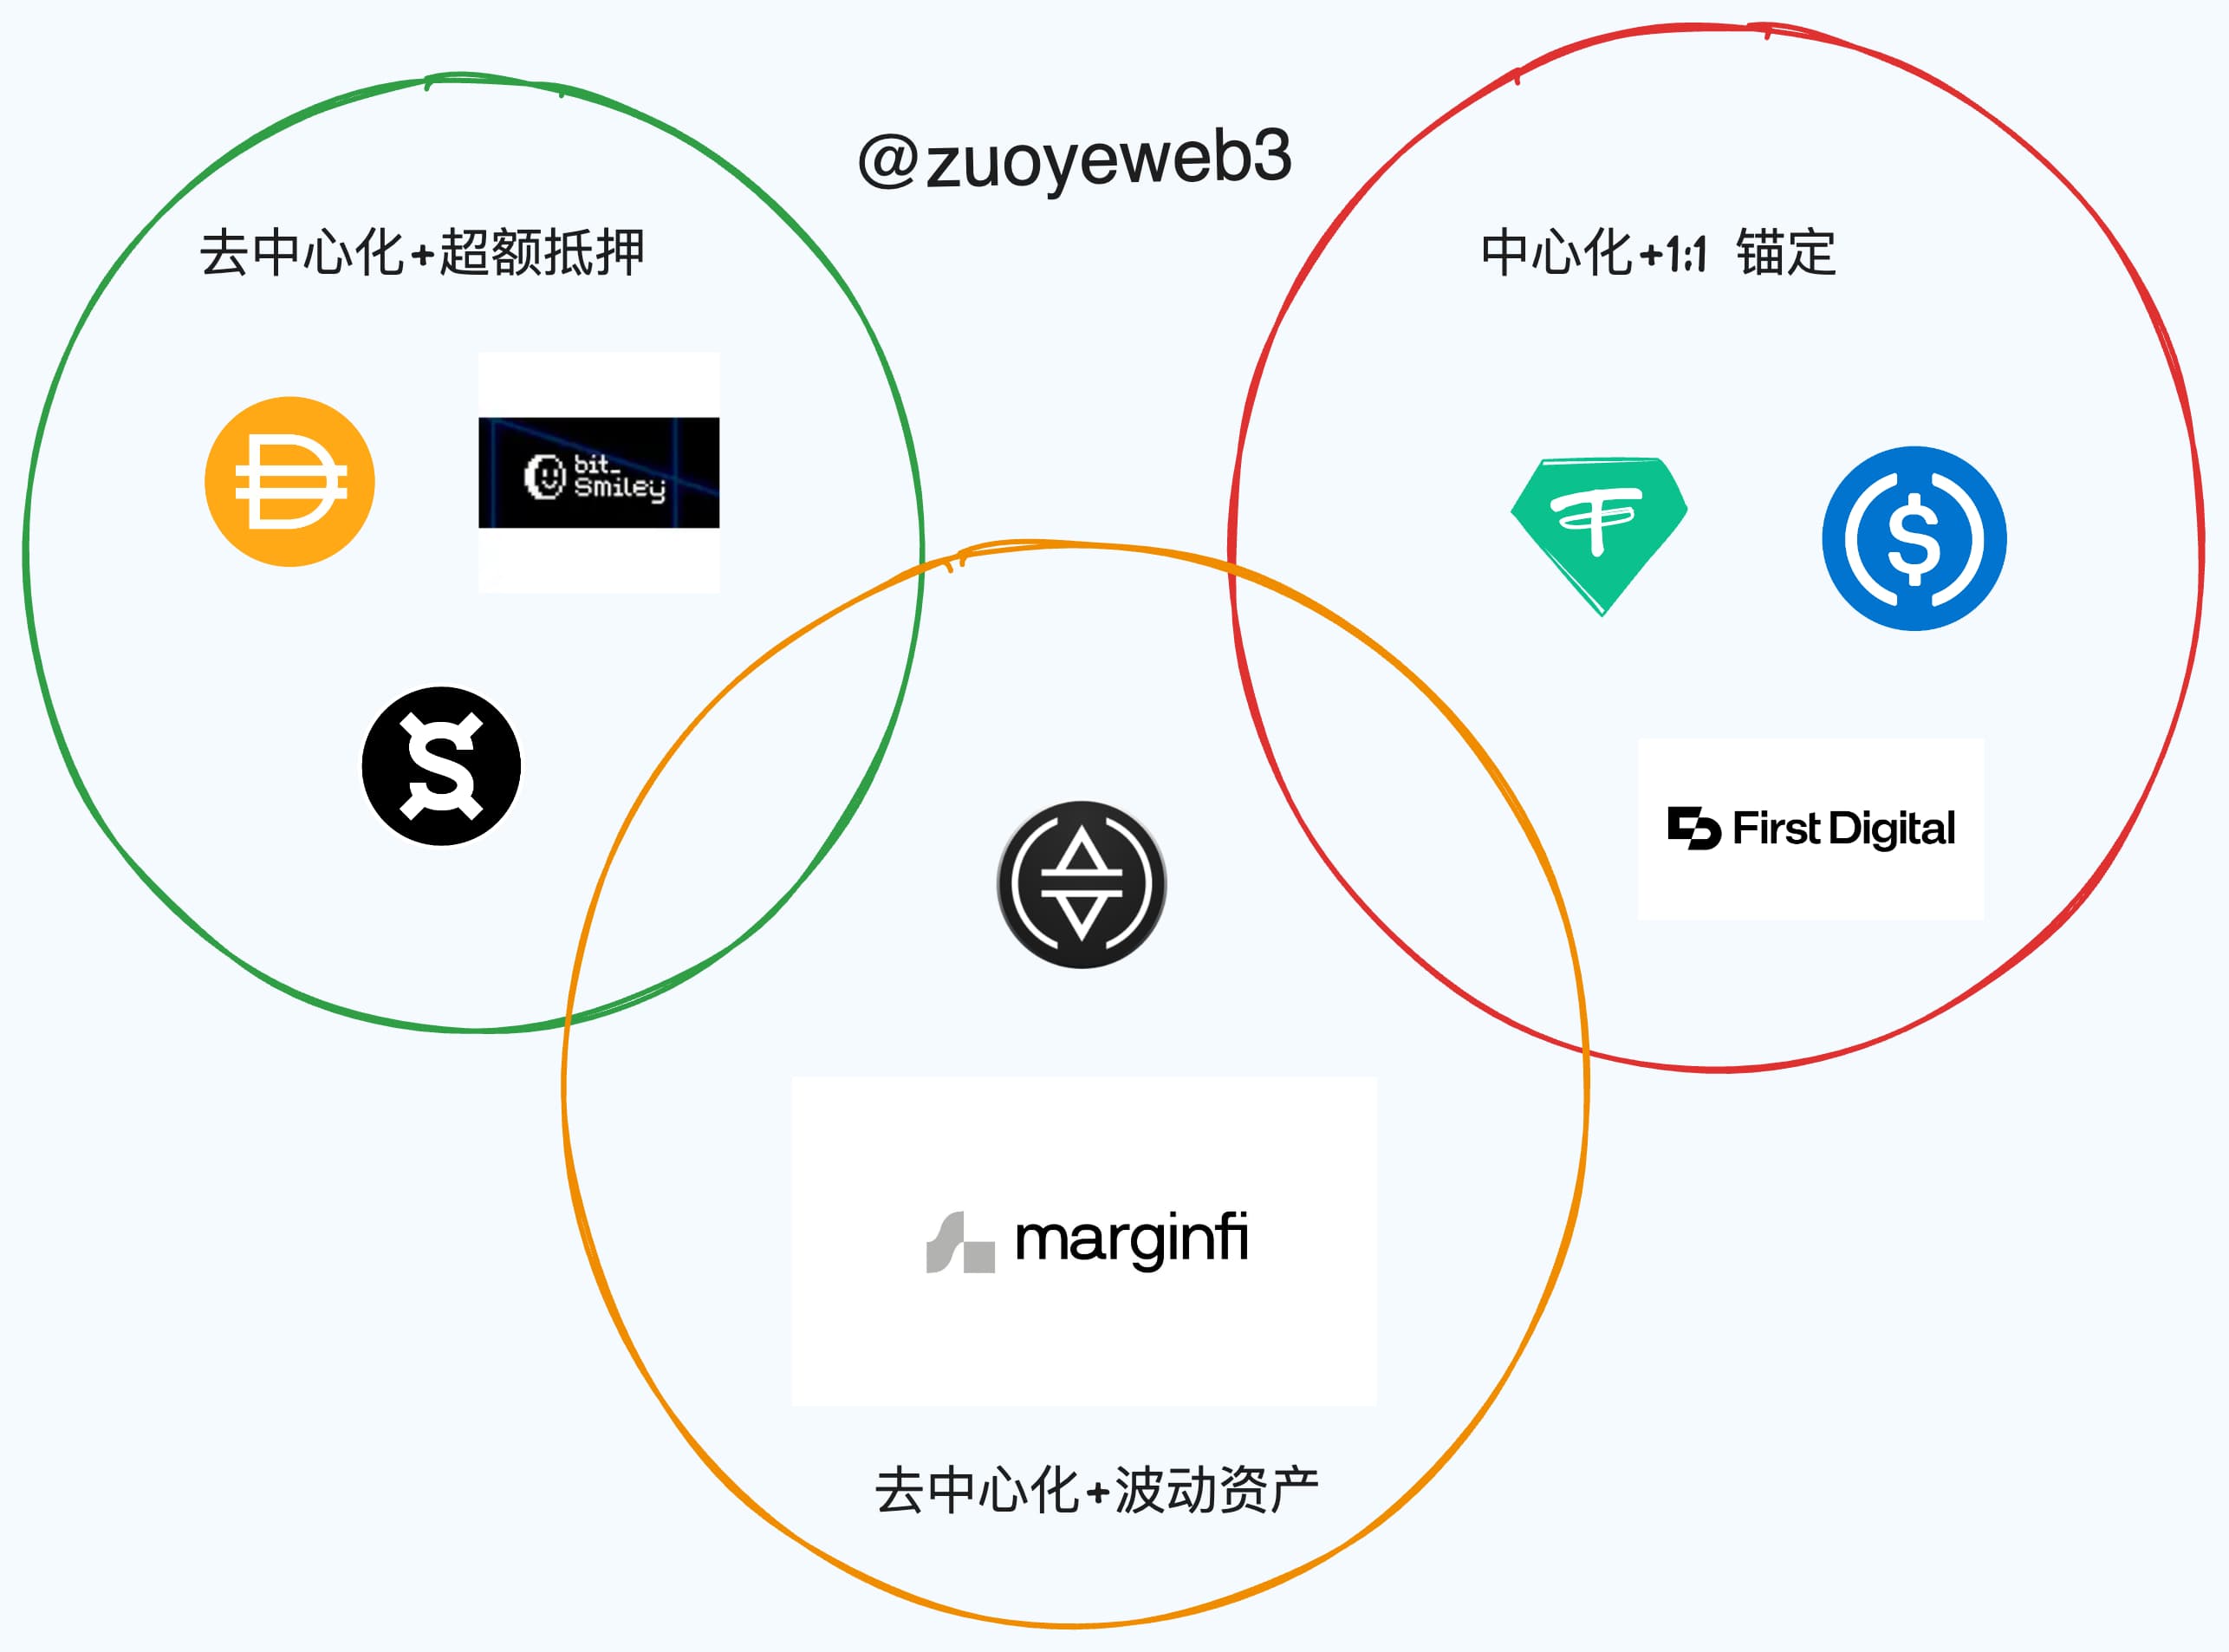 @zuoyeweb3
去中心化+超额抵押
中心化+1:1 锚定
bit_
Smiley
First Digital
marginfi
去中心化+波动资产